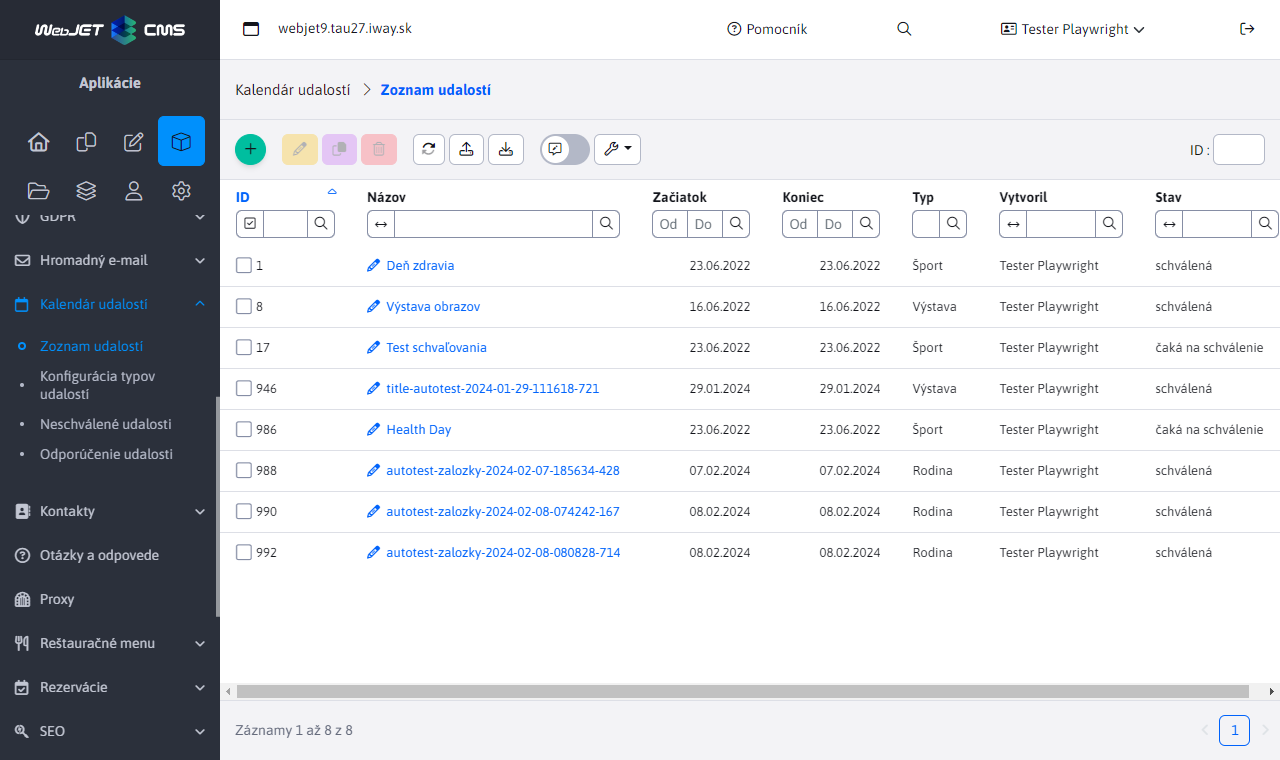 WebJET CMS
webjet9.tau27.iway.sk
Pomocník
Tester Playwright
Aplikácie
Kalendár udalostí
Zoznam udalostí
ID :
GDPR
Hromadný e-mail
Kalendár udalostí
Zoznam udalostí
Konfigurácia typov
udalostí
Neschválené udalosti
Odporúčenie udalosti
Kontakty
Otázky a odpovede
Proxy
Reštauračné menu
Rezervácie
SEO
ID Názov Začiatok Koniec Typ Vytvoril Stav
Od Do Od Do
1 Deň zdravia 23.06.2022 23.06.2022 Šport Tester Playwright schválená
8 Výstava obrazov 16.06.2022 16.06.2022 Výstava Tester Playwright schválená
17 Test schvaľovania 23.06.2022 23.06.2022 Šport Tester Playwright čaká na schválenie
946 title-autotest-2024-01-29-111618-721 29.01.2024 29.01.2024 Výstava Tester Playwright schválená
986 Health Day 23.06.2022 23.06.2022 Šport Tester Playwright čaká na schválenie
988 autotest-zalozky-2024-02-07-185634-428 07.02.2024 07.02.2024 Rodina Tester Playwright schválená
990 autotest-zalozky-2024-02-08-074242-167 08.02.2024 08.02.2024 Rodina Tester Playwright schválená
992 autotest-zalozky-2024-02-08-080828-714 08.02.2024 08.02.2024 Rodina Tester Playwright schválená
Záznamy 1 až 8 z 8
1